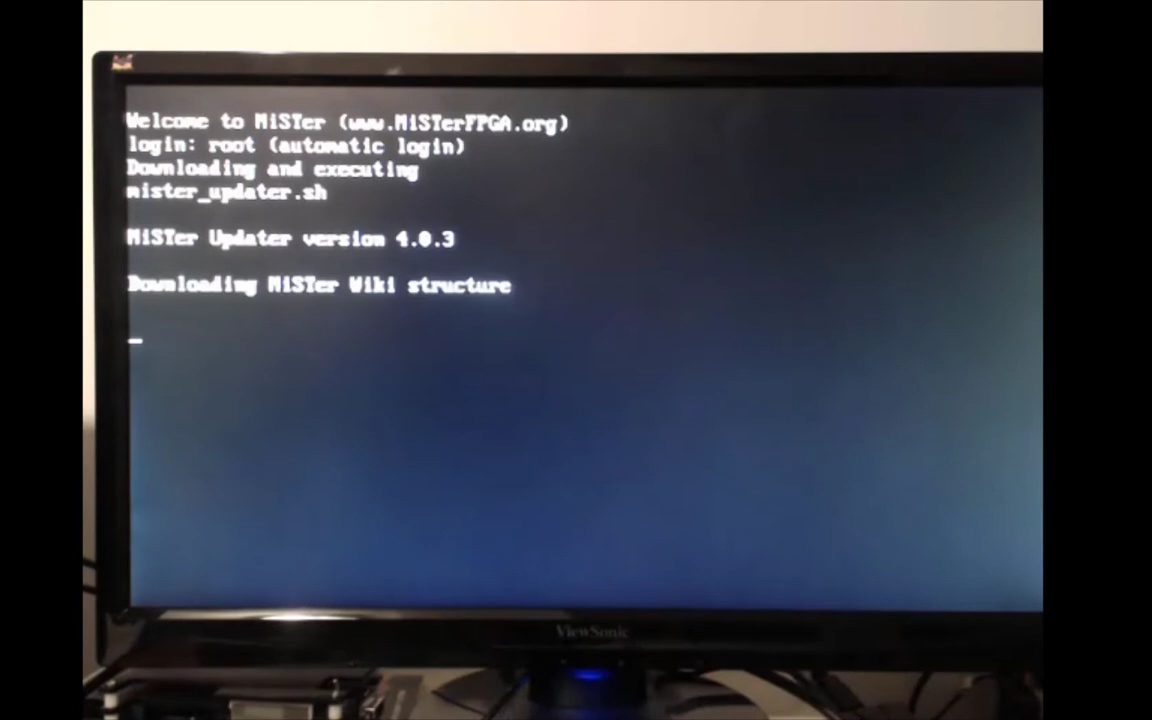 Welcome to MiSTer (www.MiSTerFPGA.org)
login: root (automatic login)
Downloading and executing
mister_updater.sh
MiSTer Updater version 4.0.3
Downloading MiSTer Wiki structure
ViewSonic